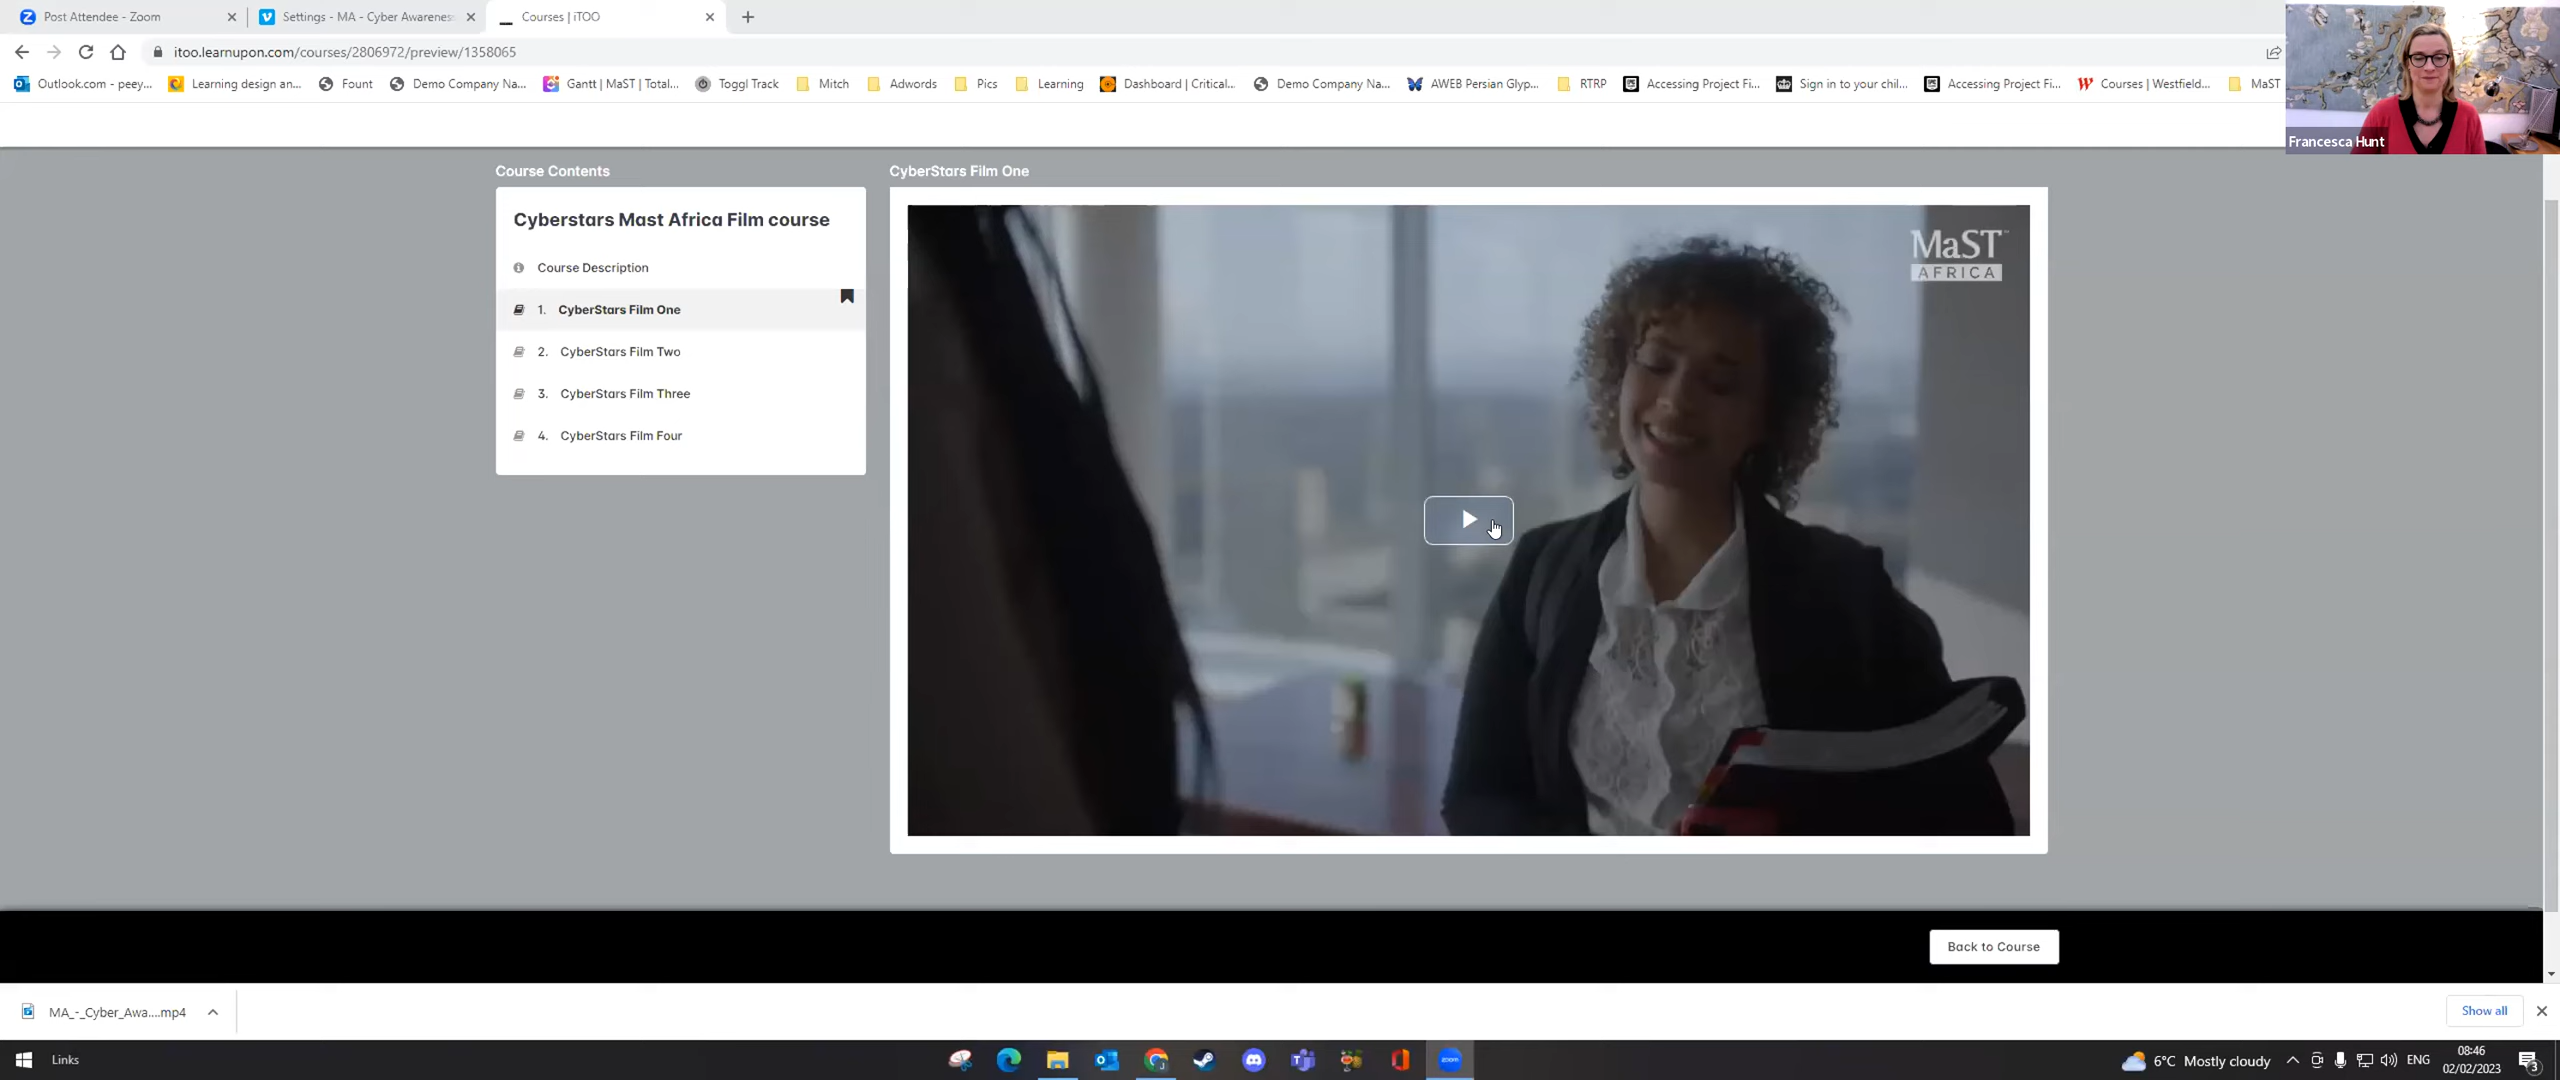 Post Attendee - Zoom
Settings - MA - Cyber Awareness
Courses | iTOO
itoo.learnupon.com/courses/2806972/preview/1358065
Outlook.com - peey...
Learning design an...
Fount
Demo Company Na...
Gantt | MaST | Total...
Toggl Track
Mitch
Adwords
Pics
Learning
Dashboard | Critical...
Demo Company Na...
AWEB Persian Glyp...
RTRP
Accessing Project Fi...
Sign in to your chil...
Accessing Project Fi...
Courses | Westfield...
MaST
Francesca Hunt
Course Contents
Cyberstars Mast Africa Film course
Course Description
1. CyberStars Film One
2. CyberStars Film Two
3. CyberStars Film Three
4. CyberStars Film Four
CyberStars Film One
MaST™
AFRICA
Back to Course
MA_-_Cyber_Awa....mp4
Show all
Links
zoom
6°C Mostly cloudy
ENG
08:46
02/02/2023
3